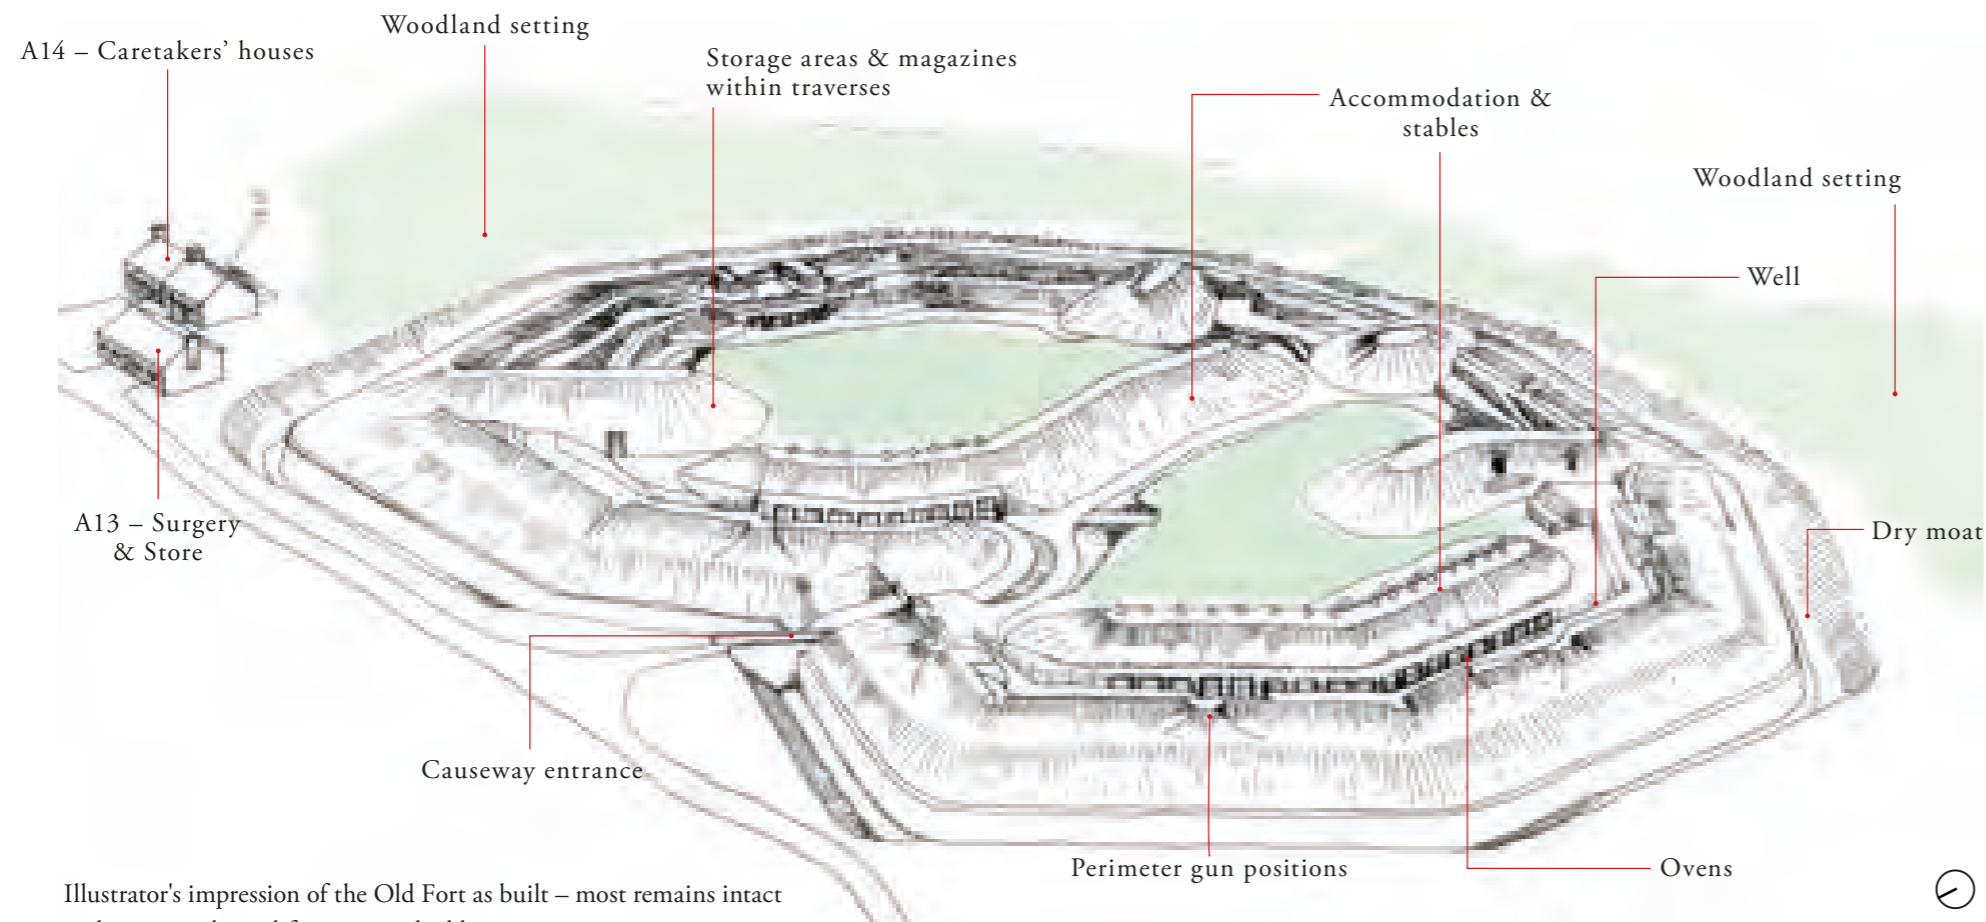 Woodland setting
A14 – Caretakers’ houses
Storage areas & magazines
within traverses
Accommodation &
stables
Woodland setting
Well
A13 – Surgery
& Store
Dry moat
Causeway entrance
Perimeter gun positions
Ovens
Illustrator's impression of the Old Fort as built – most remains intact